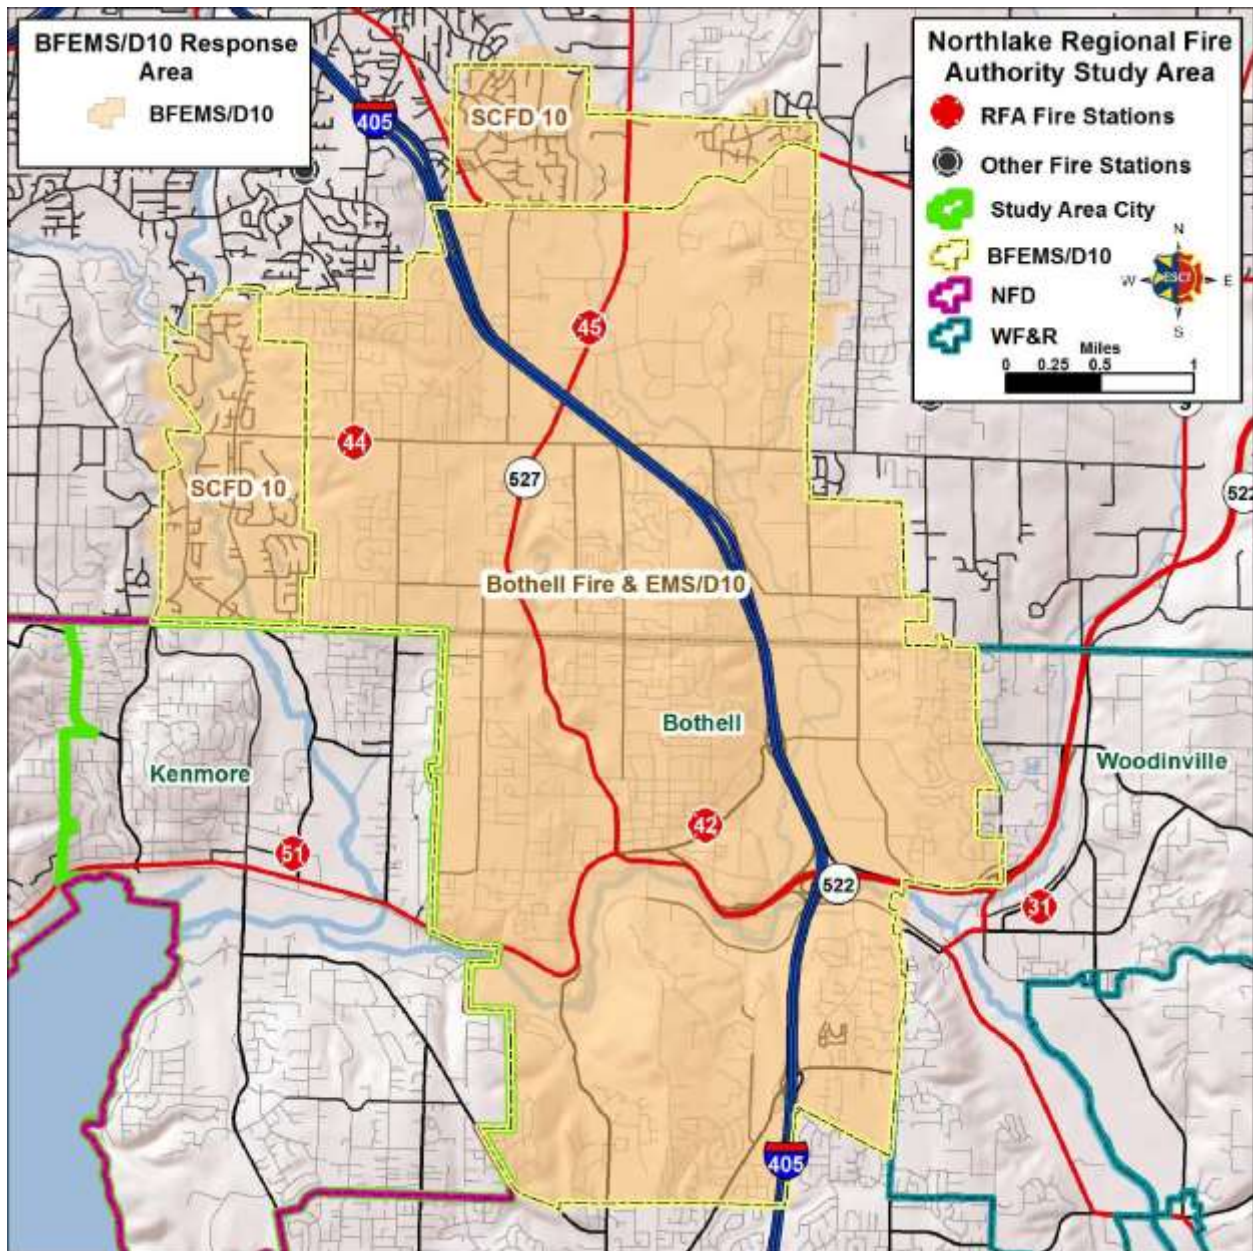 BFEMS/D10 Response
Area
BFEMS/D10
Northlake Regional Fire
Authority Study Area
RFA Fire Stations
Other Fire Stations
Study Area City
BFEMS/D10
NFD
WF&R
N
W
ESCI
E
S
Miles
0 0.25 0.5 1
405
SCFD 10
45
44
527
SCFD 10
522
Bothell Fire & EMS/D10
Bothell
Kenmore
Woodinville
42
51
522
31
405